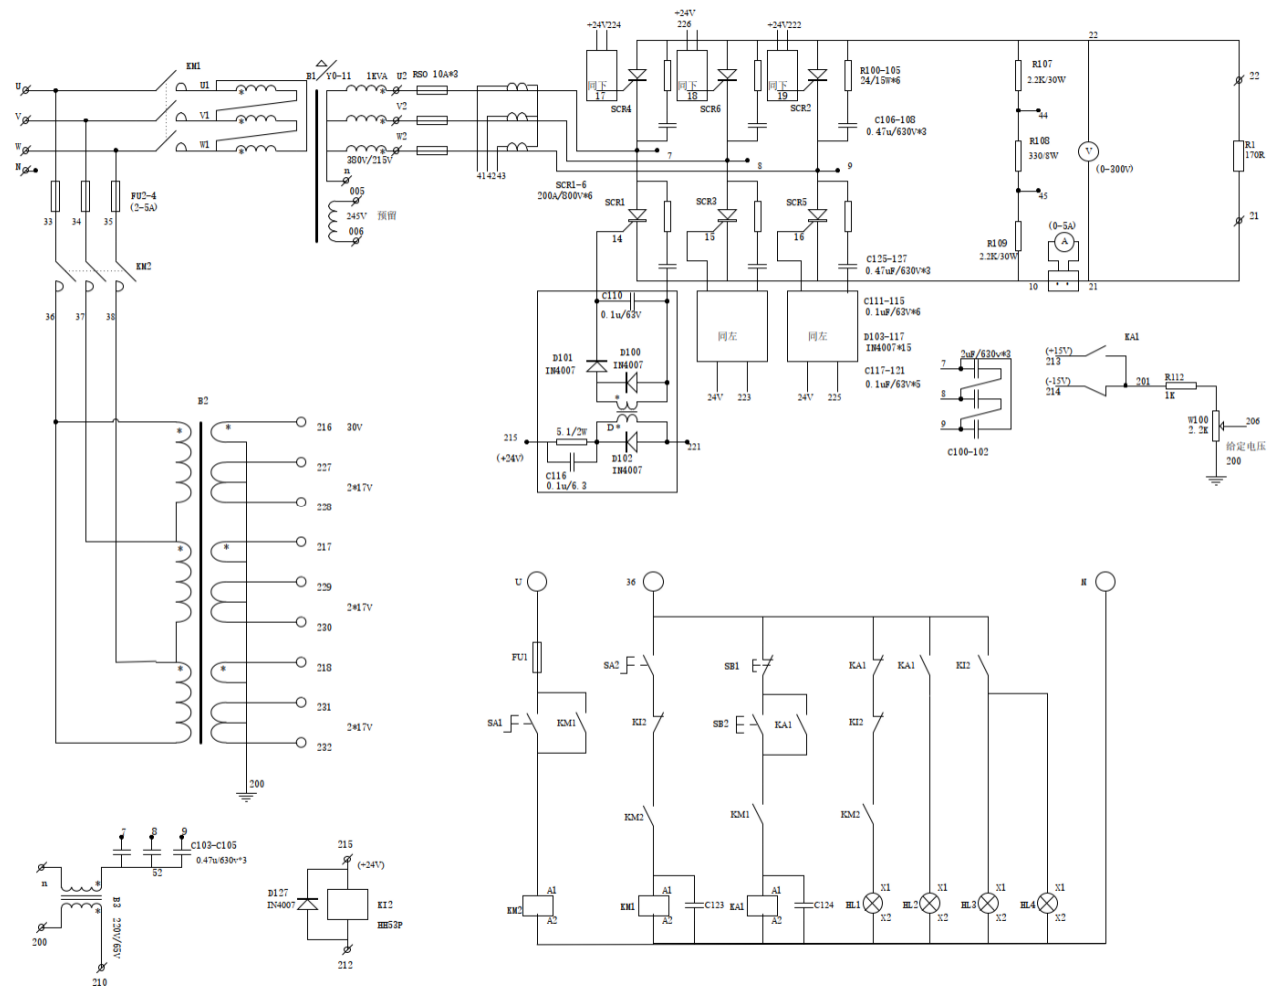 +24V224
+24V
226
+24V222
22
KM1
U1
B1
Y0-11
1KVA
U2
RSO 10A*3
同下
17
同下
18
同下
19
R100-105
24/15W*6
R107
2.2K/30W
22
U
V
W
N
V1
W1
V2
W2
380V/215V
n
SCR4
SCR6
SCR2
C106-108
0.47u/630V*3
44
R108
330/8W
V
(0-300V)
R1
170R
7
8
9
FU2-4
(2-5A)
33
34
35
005
245V
预留
006
41
42
43
SCR1-6
200A/800V*6
SCR1
14
SCR3
15
SCR5
16
45
R109
2.2K/30W
(0-5A)
A
21
KM2
36
37
38
C125-127
0.47uF/630V*3
10
21
C110
0.1u/63V
同左
同左
C111-115
0.1uF/63V*6
D103-117
IN4007*15
C117-121
0.1uF/63V*5
D101
IN4007
D100
IN4007
24V
223
24V
225
2uF/630v*3
7
8
9
C100-102
(+15V)
213
(-15V)
214
KA1
201
R112
1K
W100
2.2K
206
给定电压
200
B2
216
30V
227
2*17V
228
217
229
2*17V
230
218
231
2*17V
232
200
215
(+24V)
5.1/2W
D*
C116
0.1u/6.3
D102
IN4007
221
U
36
N
FU1
SA1
KM1
SA2
KI2
SB1
SB2
KA1
KA1
KA1
KI2
KI2
KM2
KM1
KM2
A1
KM2
A2
A1
KM1
A2
C123
A1
KA1
A2
C124
X1
HL1
X2
X1
HL2
X2
X1
HL3
X2
X1
HL4
X2
7
8
9
C103-C105
0.47u/630v*3
52
n
B3
220V/65V
200
210
215
(+24V)
D127
IN4007
KI2
HH53P
212